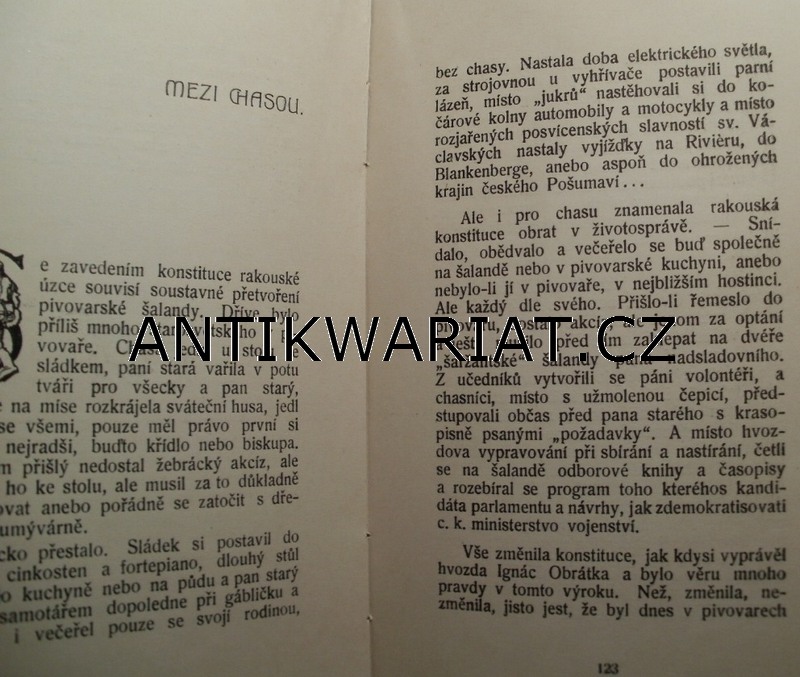 MEZI CHASOU.
e zavedením konstituce rakouské
úzce souvisí soustavné přetvoření
pivovarské šalandy. Dříve bylo
příliš mnoho
vovaře.
sládkem, paní stará vařila v potu
tváři pro všecky a pan starý,
na míse rozkrájela sváteční husa, jedl
se všemi, pouze měl právo první si
nejradši, buďto křídlo nebo biskupa.
m přišlý nedostal žebrácký akcíz, ale
ho ke stolu, ale musil za to důkladně
ovat anebo pořádně se zatočit s dře-
umývárně.
cko přestalo. Sládek si postavil do
cinkosten a fortepiano, dlouhý stůl
o kuchyně nebo na půdu a pan starý
samotářem dopoledne při gáblíčku a
i večeřel pouze se svojí rodinou,
bez chasy. Nastala doba elektrického světla,
za strojovnou u vyhřívače postavili parní
lázeň, místo „jukrů“ nastěhovali si do ko-
čárové kolny automobily a motocykly a místo
rozjařených posvícenských slavností sv. Vá-
clavských nastaly vyjížďky na Rivièru, do
Blankenberge, anebo aspoň do ohrožených
krajin českého Pošumaví...
Ale i pro chasu znamenala rakouská
konstituce obrat v životosprávě. — Sní-
dalo, obědvalo a večeřelo se buď společně
na šalandě nebo v pivovarské kuchyni, anebo
nebylo-li jí v pivovaře, v nejbližším hostinci.
Ale každý dle svého. Přišlo-li řemeslo do
za optání
před tím zaklepat na dvéře
„šaržantské“ šalandy pana nadsladovního.
Z učedníků vytvořili se páni volontéři, a
chasníci, místo s užmolenou čepicí, před-
stupovali občas před pana starého s kraso-
pisně psanými „požadavky“. A místo hvoz-
dova vypravování při sbírání a nastírání, četli
se na šalandě odborové knihy a časopisy
a rozebíral se program toho kteréhos kandi-
dáta parlamentu a návrhy, jak zdemokratisovati
c. k. ministerstvo vojenství.
Vše změnila konstituce, jak kdysi vyprávěl
hvozda Ignác Obrátka a bylo věru mnoho
pravdy v tomto výroku. Než, změnila, ne-
změnila, jisto jest, že byl dnes v pivovarech
123
ANTIKWARIAT.CZ